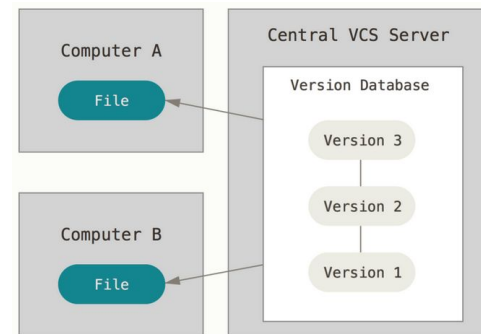 Computer A
File
Computer B
File
Central VCS Server
Version Database
Version 3
Version 2
Version 1